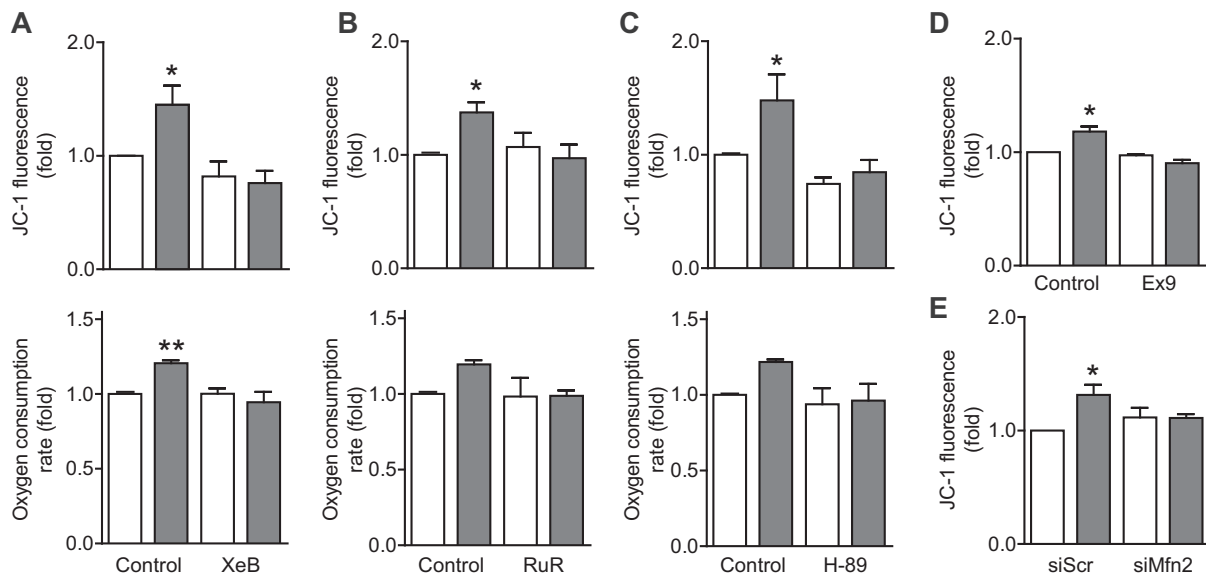 A
JC-1 fluorescence
(fold)
2.0
1.0
0.0
*
Oxygen consumption
rate (fold)
1.5
1.0
0.5
0.0
**
Control XeB
B
JC-1 fluorescence
(fold)
2.0
1.0
0.0
*
Oxygen consumption
rate (fold)
1.5
1.0
0.5
0.0
Control RuR
C
JC-1 fluorescence
(fold)
2.0
1.0
0.0
*
Oxygen consumption
rate (fold)
1.5
1.0
0.5
0.0
Control H-89
D
JC-1 fluorescence
(fold)
2.0
1.0
0.0
*
Control Ex9
E
JC-1 fluorescence
(fold)
2.0
1.0
0.0
*
siScr siMfn2